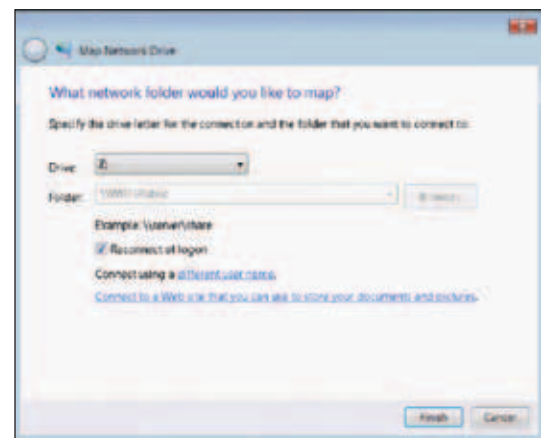 Map Network Drive
What network folder would you like to map?
Specify the drive letter for the connection and the folder that you want to connect to:
Drive: Z:
Folder: Browse...
Example: \\server\share
Reconnect at logon
Connect using a different user name.
Connect to a Web site that you can use to store your documents and pictures.
Finish Cancel